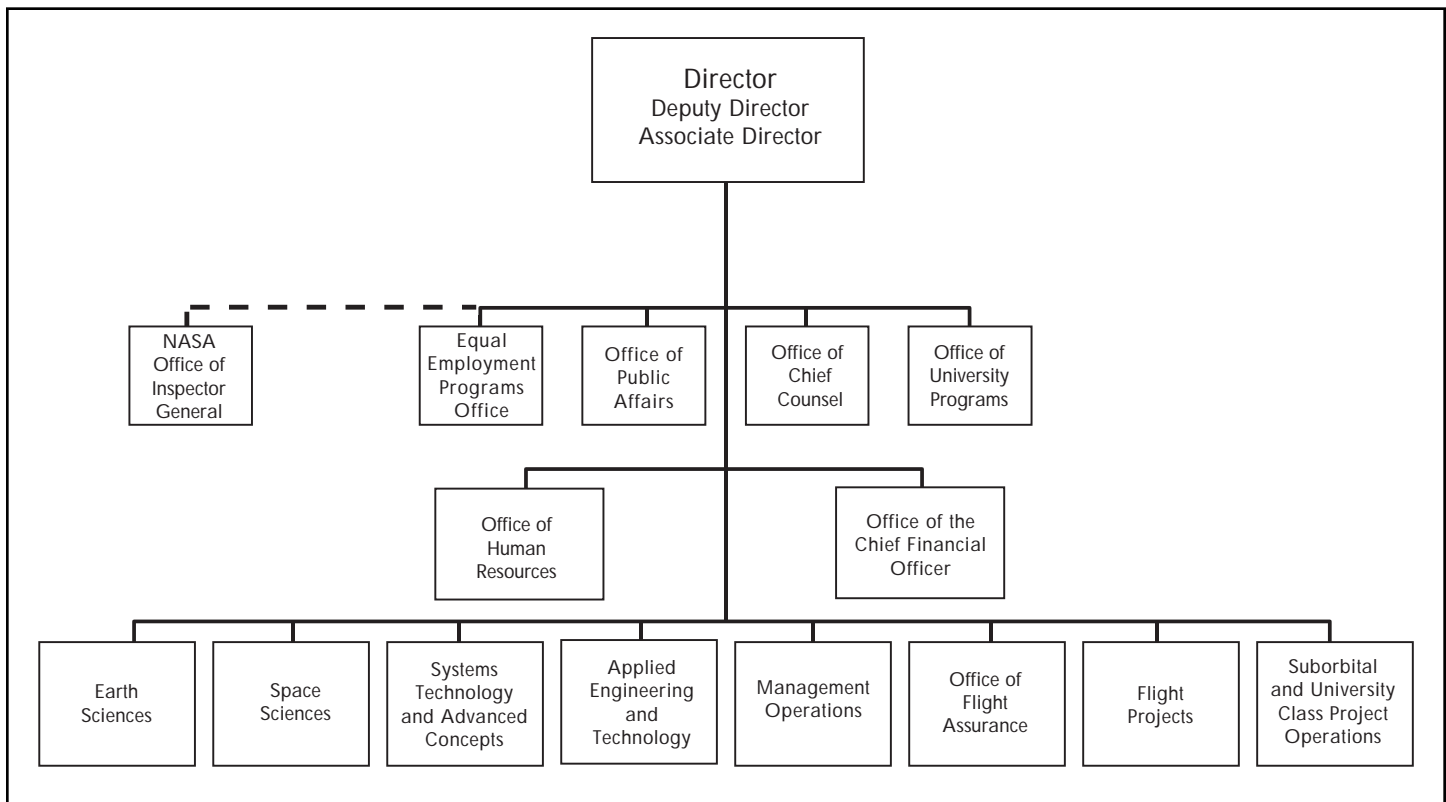 Director
Deputy Director
Associate Director
NASA
Office of
Inspector
General
Equal
Employment
Programs
Office
Office of
Public
Affairs
Office of
Chief
Counsel
Office of
University
Programs
Office of
Human
Resources
Office of the
Chief Financial
Officer
Earth
Sciences
Space
Sciences
Systems
Technology
and Advanced
Concepts
Applied
Engineering
and
Technology
Management
Operations
Office of
Flight
Assurance
Flight
Projects
Suborbital
and University
Class Project
Operations